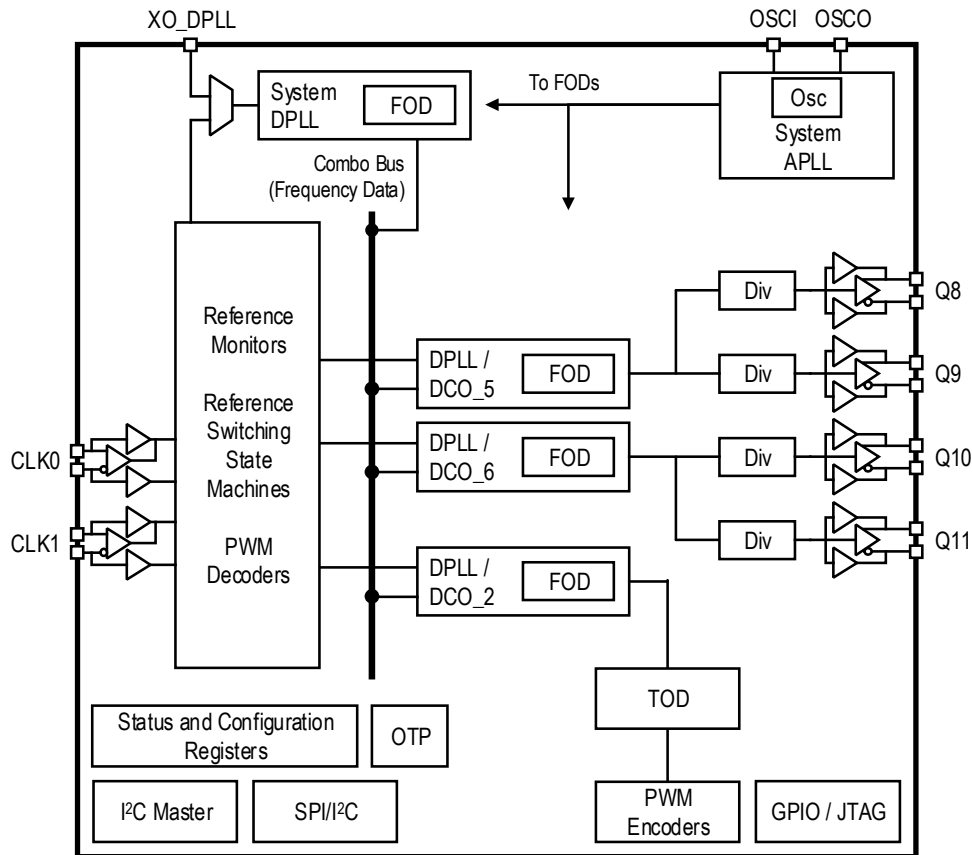 XO_DPLL
OSCI
OSCO
System
DPLL
FOD
To FODs
Osc
System
APLL
Combo Bus
(Frequency Data)
Reference
Monitors
Reference
Switching
State
Machines
PWM
Decoders
CLK0
CLK1
DPLL /
DCO_5
FOD
DPLL /
DCO_6
FOD
DPLL /
DCO_2
FOD
Div
Q8
Div
Q9
Div
Q10
Div
Q11
TOD
Status and Configuration
Registers
OTP
I²C Master
SPI/I²C
PWM
Encoders
GPIO / JTAG